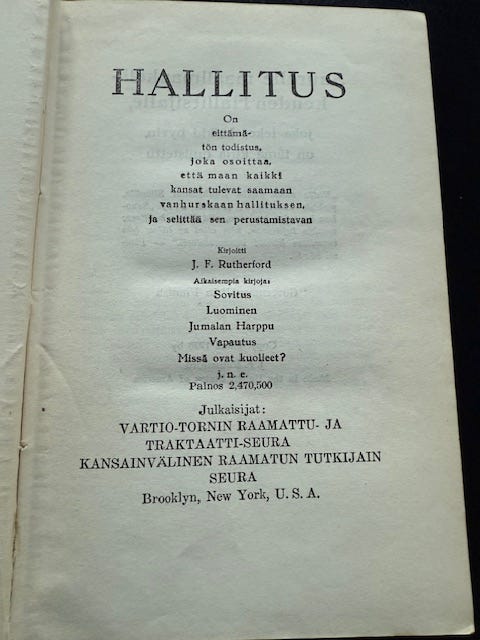 HALLITUS
On
eittämä-
tön todistus,
joka osoittaa,
että maan kaikki
kansat tulevat saamaan
vanhurskaan hallituksen,
ja selittää sen perustamistavan
Kirjoitti
J. F. Rutherford
Aikaisempia kirjoja:
Sovitus
Luominen
Jumalan Harppu
Vapautus
Missä ovat kuolleet?
j. n. e.
Painos 2,470,500
Julkaisijat:
VARTIO-TORNIN RAAMATTU- JA
TRAKTAATTI-SEURA
KANSAINVÄLINEN RAAMATUN TUTKIJAIN
SEURA
Brooklyn, New York, U. S. A.